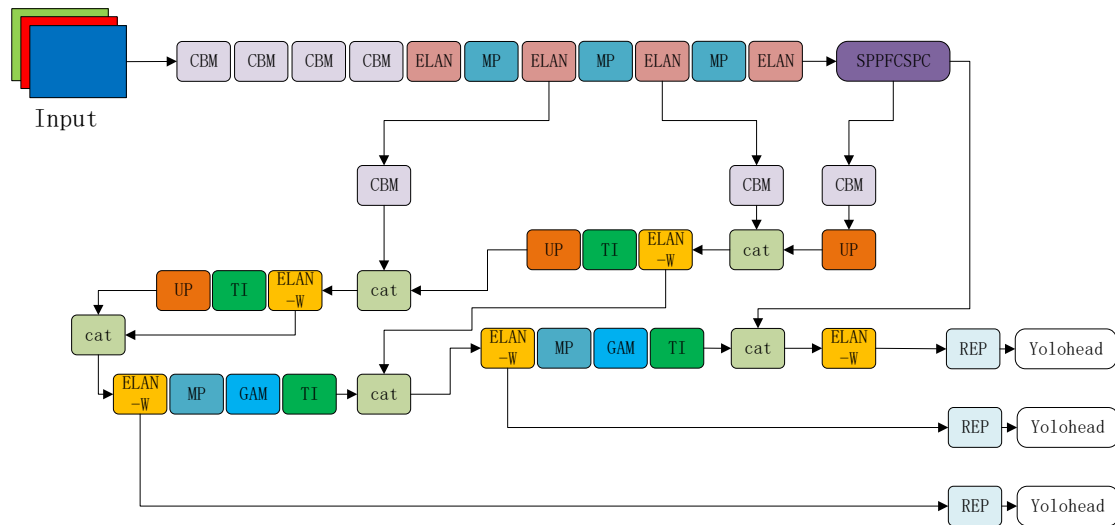 Input
CBM CBM CBM CBM ELAN MP ELAN MP ELAN MP ELAN SPPFCSPC
CBM CBM CBM
UP TI ELAN
-W cat UP
UP TI ELAN
-W cat
cat ELAN
-W MP GAM TI cat ELAN
-W REP Yolohead
ELAN
-W MP GAM TI cat
REP Yolohead
REP Yolohead